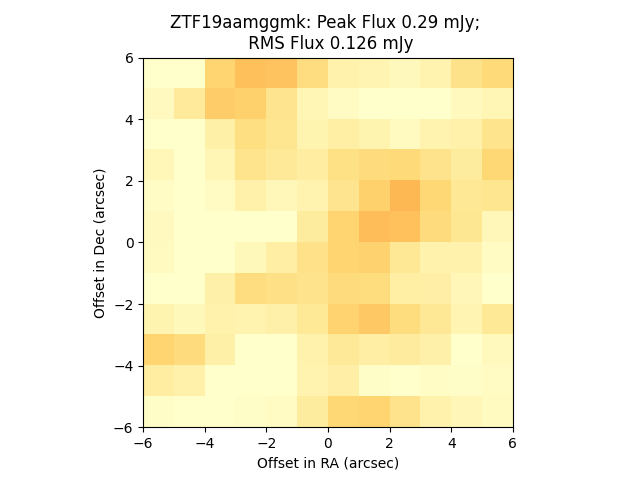 ZTF19aamggmk: Peak Flux 0.29 mJy;
RMS Flux 0.126 mJy
6
4
2
0
−2
−4
−6
Offset in Dec (arcsec)
−6 −4 −2 0 2 4 6
Offset in RA (arcsec)